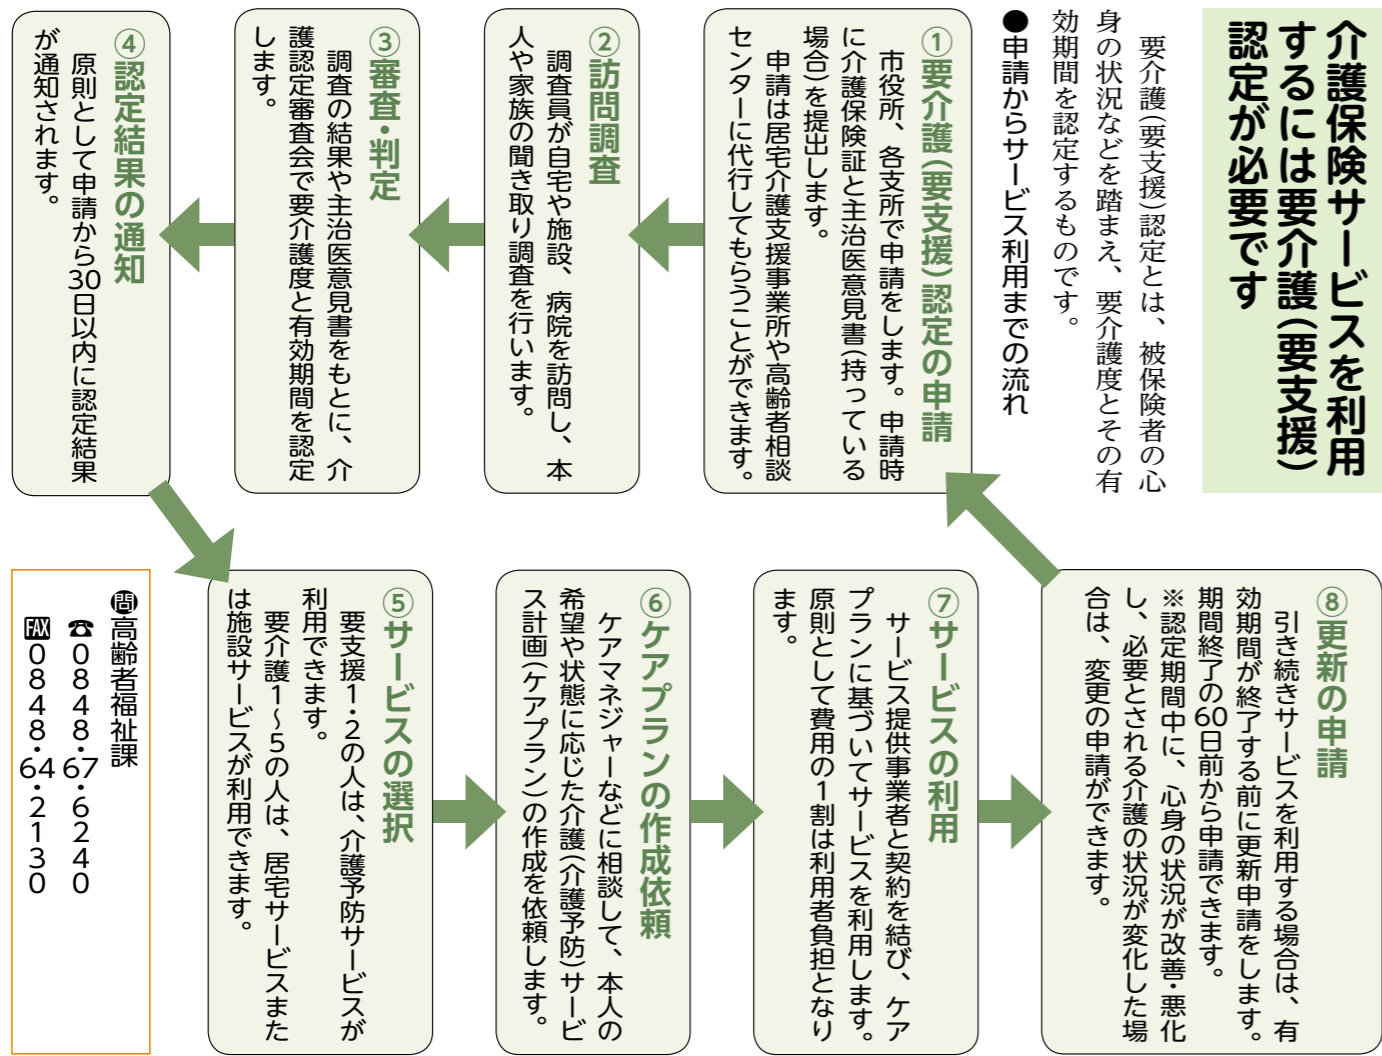 介護保険サービスを利用
するには要介護(要支援)
認定が必要です
要介護(要支援)認定とは、被保険者の心
身の状況などを踏まえ、要介護度とその有
効期間を認定するものです。
●申請からサービス利用までの流れ
①要介護(要支援)認定の申請
市役所、各支所で申請をします。申請時
に介護保険証と主治医意見書(持っている
場合)を提出します。
申請は居宅介護支援事業所や高齢者相談
センターに代行してもらうことができます。
②訪問調査
調査員が自宅や施設、病院を訪問し、本
人や家族の聞き取り調査を行います。
③審査・判定
調査の結果や主治医意見書をもとに、介
護認定審査会で要介護度と有効期間を認定
します。
④認定結果の通知
原則として申請から30日以内に認定結果
が通知されます。
⑤サービスの選択
要支援1・2の人は、介護予防サービスが
利用できます。
要介護1〜5の人は、居宅サービスまた
は施設サービスが利用できます。
⑥ケアプランの作成依頼
ケアマネジャーなどに相談して、本人の
希望や状態に応じた介護(介護予防)サービ
ス計画(ケアプラン)の作成を依頼します。
⑦サービスの利用
サービス提供事業者と契約を結び、ケア
プランに基づいてサービスを利用します。
原則として費用の1割は利用者負担となり
ます。
⑧更新の申請
引き続きサービスを利用する場合は、有
効期間が終了する前に更新申請をします。
期間終了の60日前から申請できます。
※認定期間中に、心身の状況が改善・悪化
し、必要とされる介護の状況が変化した場
合は、変更の申請ができます。
問高齢者福祉課
☎0848・67・6240
FAX0848・64・2130